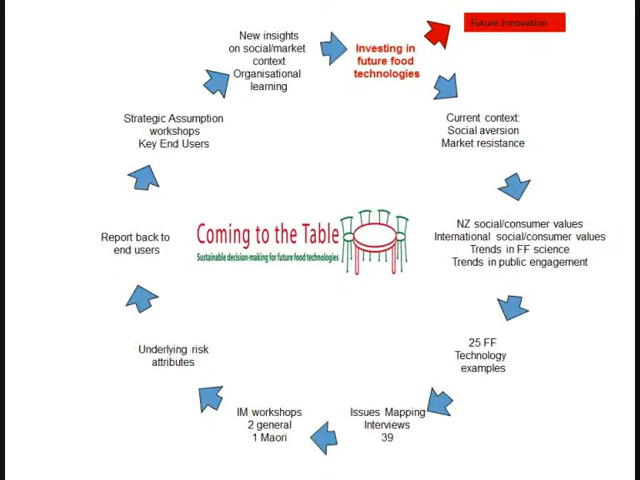 Future Innovation
Investing in
future food
technologies
Current context:
Social aversion
Market resistance
NZ social/consumer values
International social/consumer values
Trends in FF science
Trends in public engagement
25 FF
Technology
examples
Issues Mapping
Interviews
39
IM workshops
2 general
1 Maori
Underlying risk
attributes
Report back to
end users
Strategic Assumption
workshops
Key End Users
New insights
on social/market
context
Organisational
learning
Coming to the Table
Sustainable decision-making for future food technologies